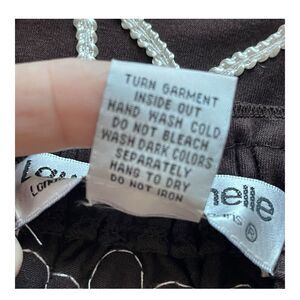 TURN GARMENT
INSIDE OUT
HAND WASH COLD
DO NOT BLEACH
WASH DARK COLORS
SEPARATELY
HANG TO DRY
DO NOT IRON